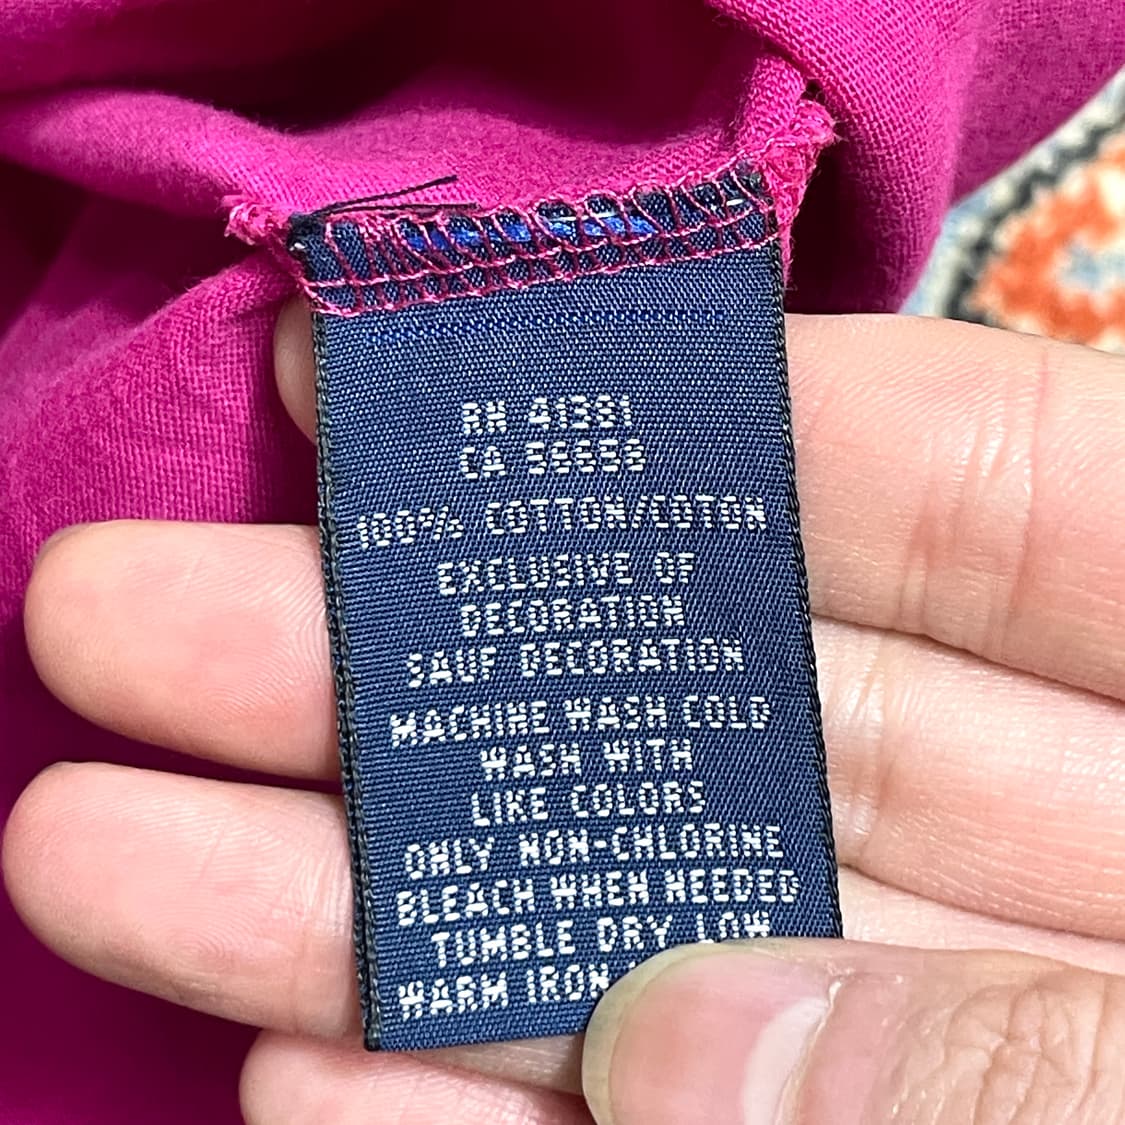 RN 41381
CA 56656
100% COTTON/COTON
EXCLUSIVE OF
DECORATION
SAUF DECORATION
MACHINE WASH COLD
WASH WITH
LIKE COLORS
ONLY NON-CHLORINE
BLEACH WHEN NEEDED
TUMBLE DRY LOW
WARM IRON